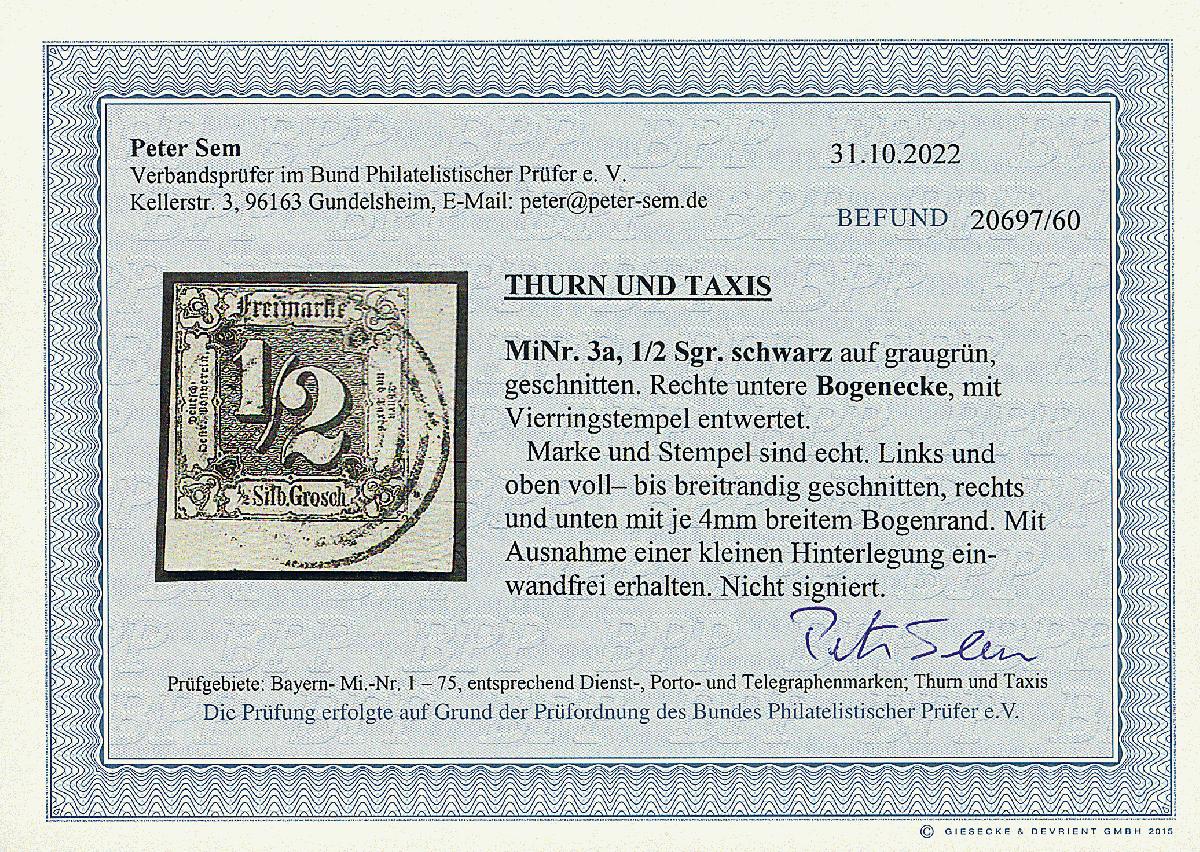 Peter Sem
Verbandsprüfer im Bund Philatelistischer Prüfer e. V.
Kellerstr. 3, 96163 Gundelsheim, E-Mail: peter@peter-sem.de
31.10.2022
BEFUND 20697/60
Freimarke
1/2
½ Silb. Grosch.
THURN UND TAXIS
MiNr. 3a, 1/2 Sgr. schwarz auf graugrün,
geschnitten. Rechte untere Bogenecke, mit
Vierringstempel entwertet.
Marke und Stempel sind echt. Links und
oben voll– bis breitrandig geschnitten, rechts
und unten mit je 4mm breitem Bogenrand. Mit
Ausnahme einer kleinen Hinterlegung ein-
wandfrei erhalten. Nicht signiert.
Peter Sem
Prüfgebiete: Bayern- Mi.-Nr. 1 – 75, entsprechend Dienst-, Porto- und Telegraphenmarken; Thurn und Taxis
Die Prüfung erfolgte auf Grund der Prüfordnung des Bundes Philatelistischer Prüfer e.V.
© GIESECKE & DEVRIENT GMBH 2015